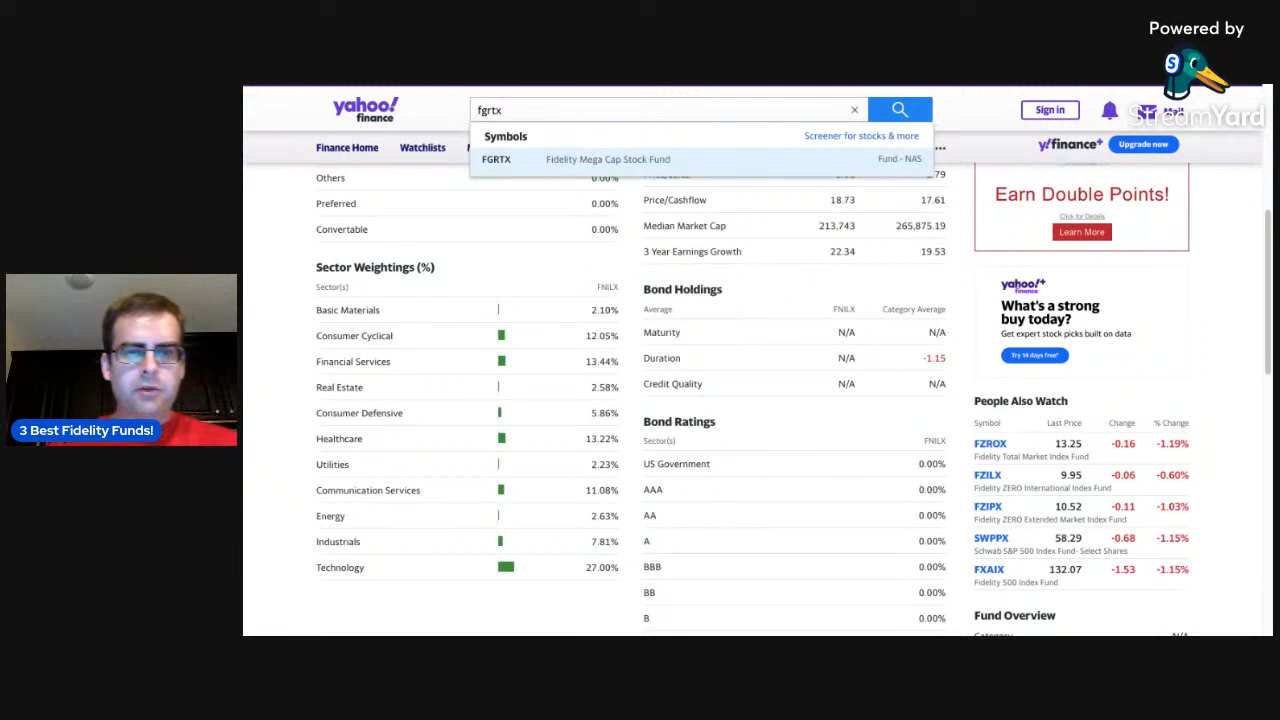 Powered by
S
StreamYard
yahoo!
finance
fgrtx
Sign in
Mail
Symbols
Screener for stocks & more
FGRTX Fidelity Mega Cap Stock Fund Fund - NAS
Finance Home Watchlists
...
y!finance+ Upgrade now
Others 0.00%
Preferred 0.00%
Convertable 0.00%
Sector Weightings (%)
Sector(s) FNILX
Basic Materials 2.10%
Consumer Cyclical 12.05%
Financial Services 13.44%
Real Estate 2.58%
Consumer Defensive 5.86%
Healthcare 13.22%
Utilities 2.23%
Communication Services 11.08%
Energy 2.63%
Industrials 7.81%
Technology 27.00%
Price/Cashflow 18.73 17.61
Median Market Cap 213,743 265,875.19
3 Year Earnings Growth 22.34 19.53
Bond Holdings
Average FNILX Category Average
Maturity N/A N/A
Duration N/A -1.15
Credit Quality N/A N/A
Bond Ratings
Sector(s) FNILX
US Government 0.00%
AAA 0.00%
AA 0.00%
A 0.00%
BBB 0.00%
BB 0.00%
B 0.00%
Earn Double Points!
Click for Details
Learn More
yahoo!+
finance
What's a strong
buy today?
Get expert stock picks built on data
Try 14 days free*
People Also Watch
Symbol Last Price Change % Change
FZROX 13.25 -0.16 -1.19%
Fidelity Total Market Index Fund
FZILX 9.95 -0.06 -0.60%
Fidelity ZERO International Index Fund
FZIPX 10.52 -0.11 -1.03%
Fidelity ZERO Extended Market Index Fund
SWPPX 58.29 -0.68 -1.15%
Schwab S&P 500 Index Fund- Select Shares
FXAIX 132.07 -1.53 -1.15%
Fidelity 500 Index Fund
Fund Overview
3 Best Fidelity Funds!